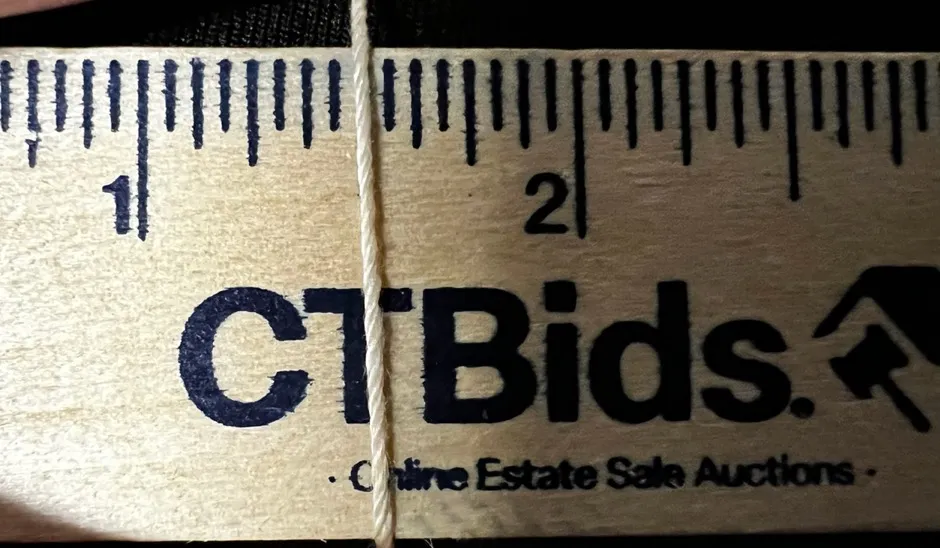 1 2
CTBids.
· Online Estate Sale Auctions ·